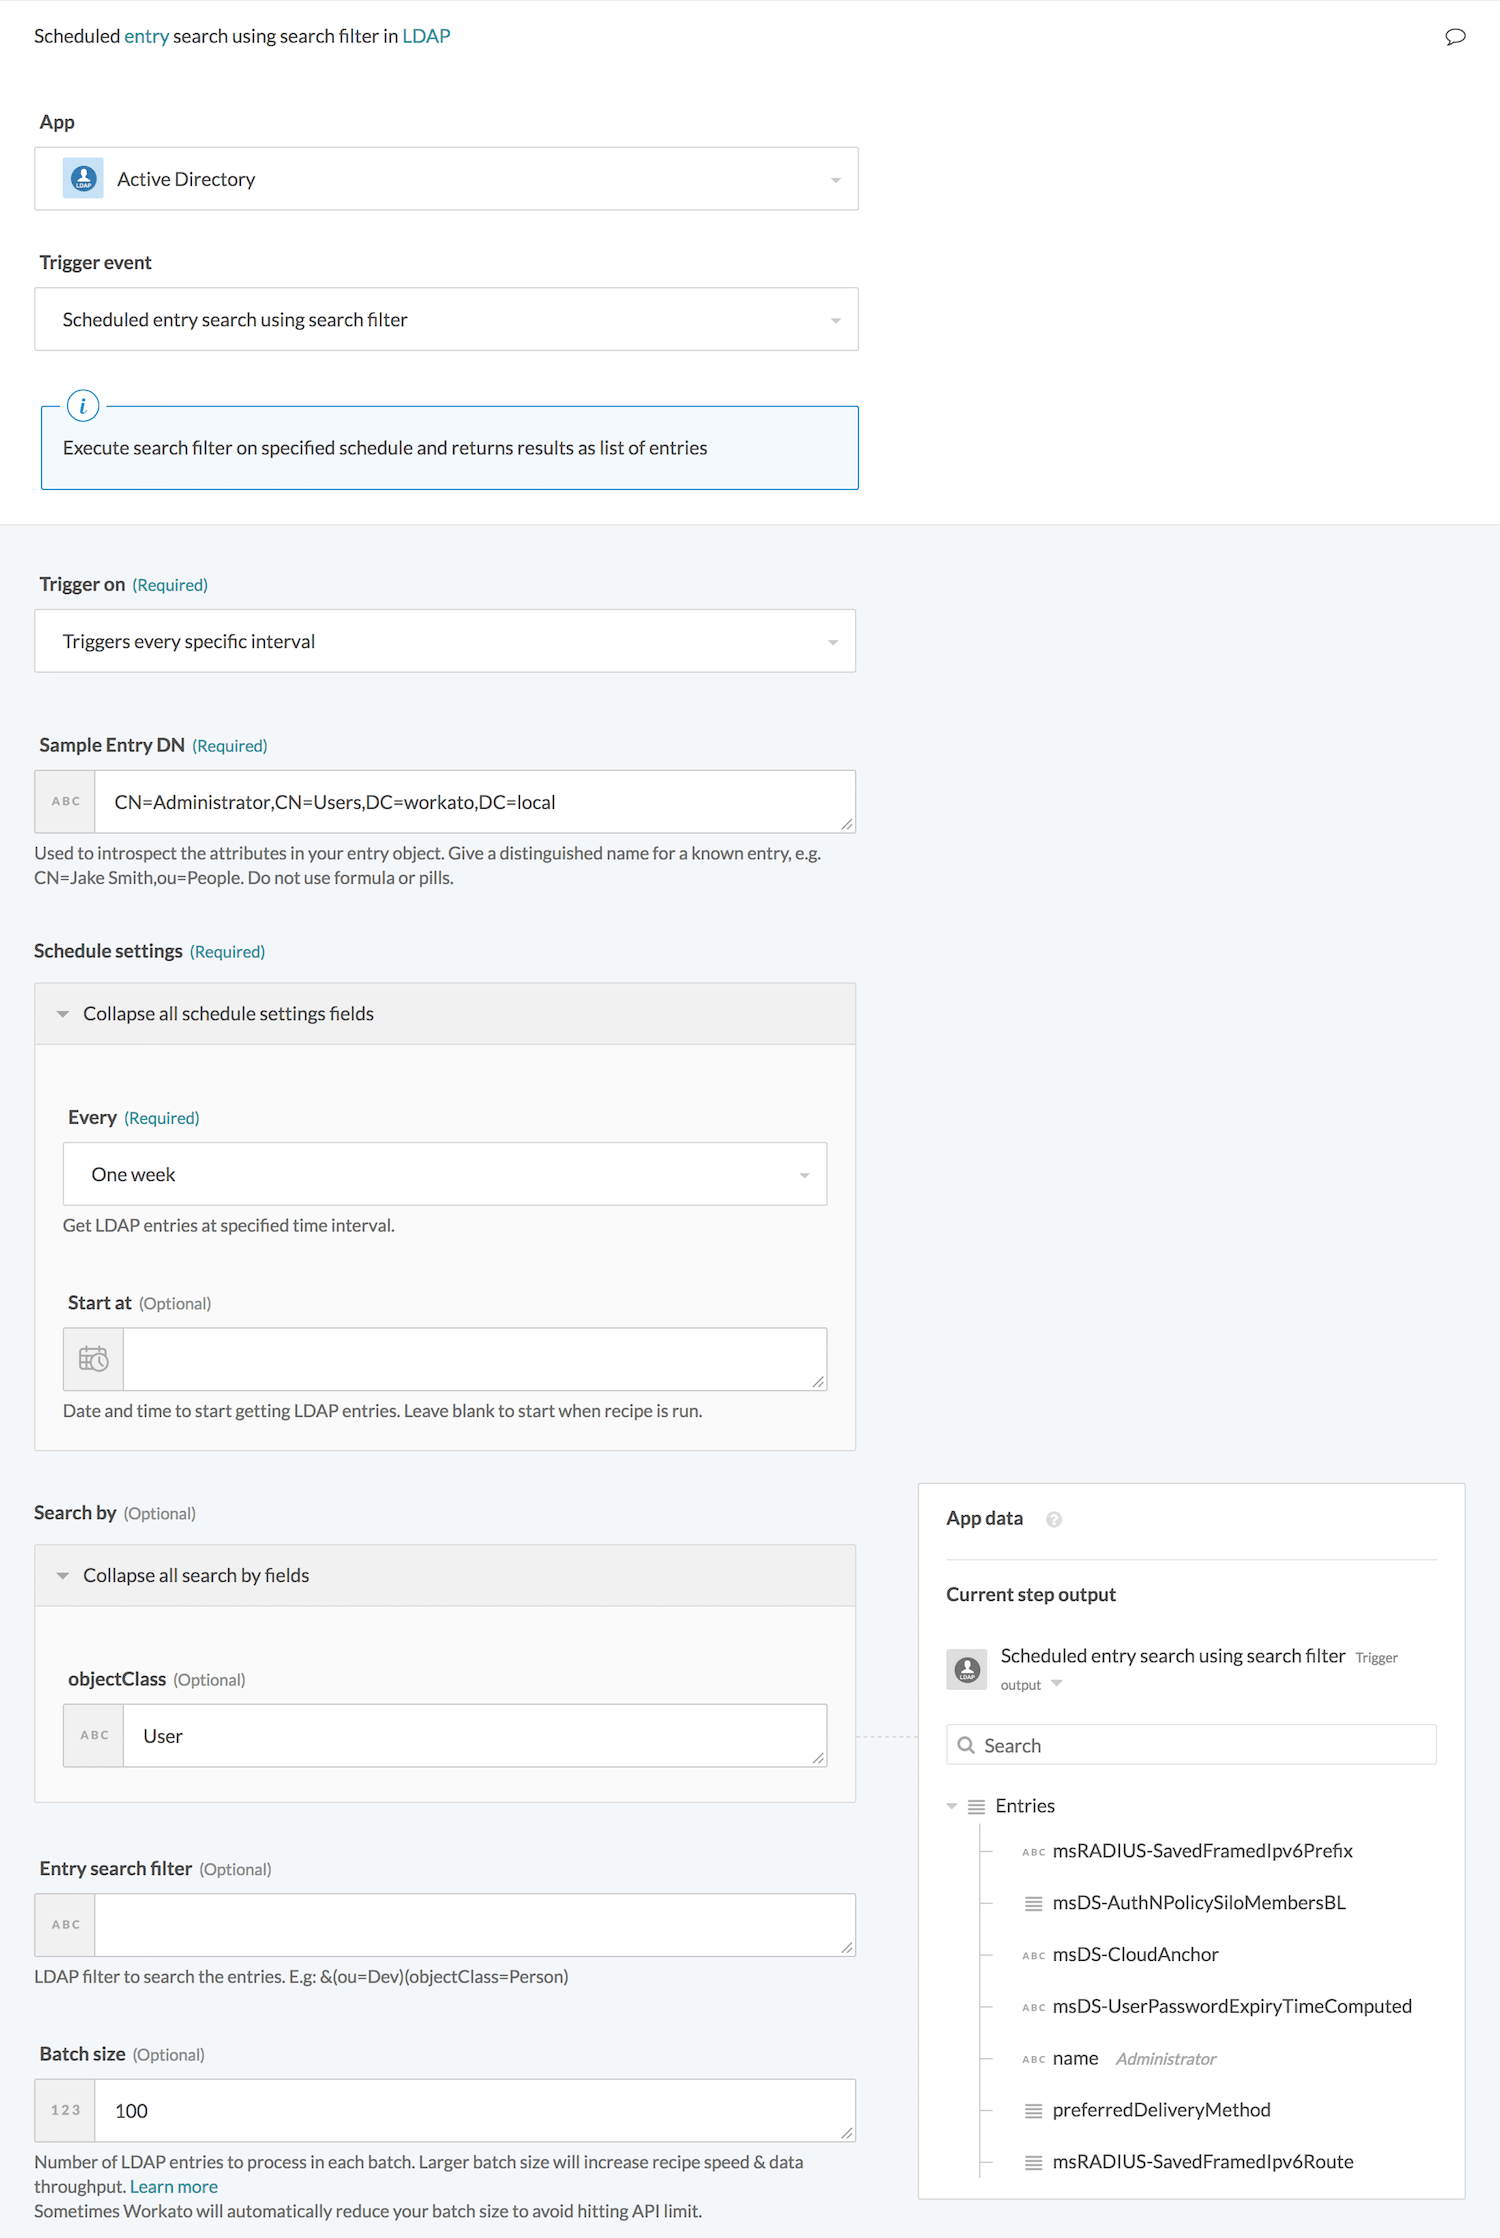 Scheduled entry search using search filter in LDAP
App
LDAP
Active Directory
Trigger event
Scheduled entry search using search filter
i
Execute search filter on specified schedule and returns results as list of entries
Trigger on (Required)
Triggers every specific interval
Sample Entry DN (Required)
ABC
CN=Administrator,CN=Users,DC=workato,DC=local
Used to introspect the attributes in your entry object. Give a distinguished name for a known entry, e.g.
CN=Jake Smith,ou=People. Do not use formula or pills.
Schedule settings (Required)
Collapse all schedule settings fields
Every (Required)
One week
Get LDAP entries at specified time interval.
Start at (Optional)
Date and time to start getting LDAP entries. Leave blank to start when recipe is run.
Search by (Optional)
Collapse all search by fields
objectClass (Optional)
ABC
User
Entry search filter (Optional)
ABC
LDAP filter to search the entries. E.g: &(ou=Dev)(objectClass=Person)
Batch size (Optional)
123
100
Number of LDAP entries to process in each batch. Larger batch size will increase recipe speed & data
throughput. Learn more
Sometimes Workato will automatically reduce your batch size to avoid hitting API limit.
App data ?
Current step output
LDAP
Scheduled entry search using search filter Trigger
output
Search
Entries
ABC msRADIUS-SavedFramedIpv6Prefix
msDS-AuthNPolicySiloMembersBL
ABC msDS-CloudAnchor
ABC msDS-UserPasswordExpiryTimeComputed
ABC name Administrator
preferredDeliveryMethod
msRADIUS-SavedFramedIpv6Route